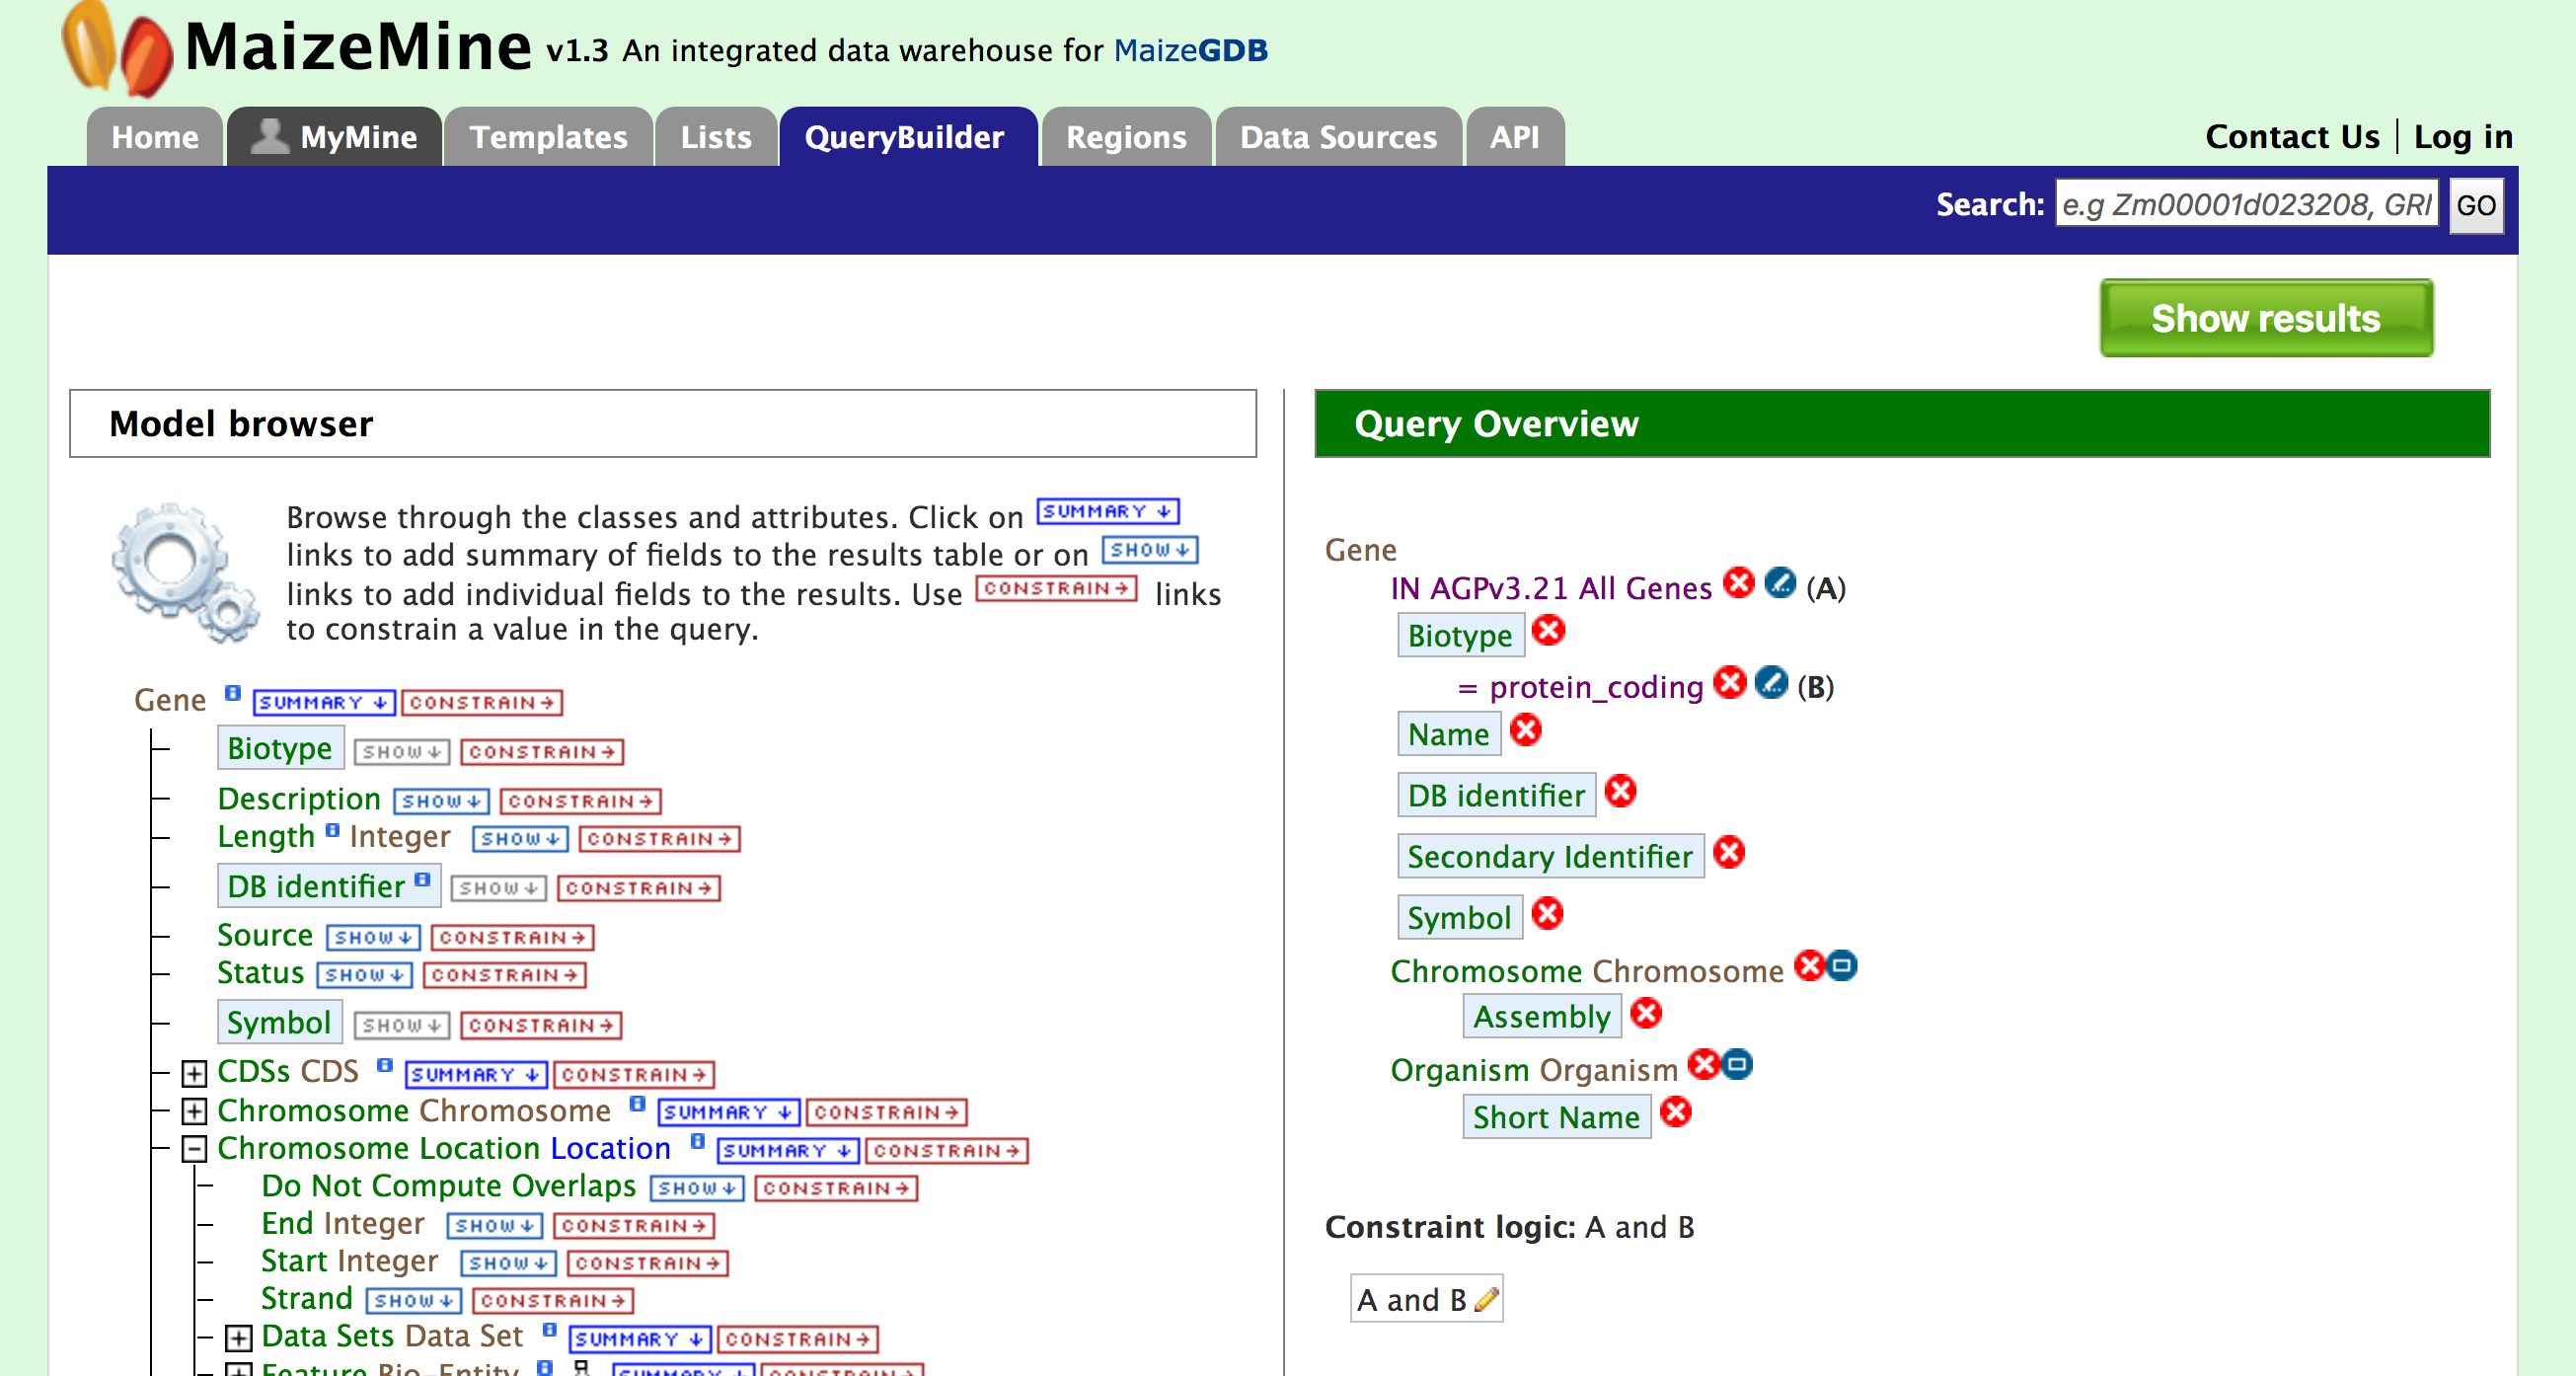 MaizeMine v1.3 An integrated data warehouse for MaizeGDB
Home MyMine Templates Lists QueryBuilder Regions Data Sources API Contact Us | Log in
Search: e.g Zm00001d023208, GRI GO
Show results
Model browser
Browse through the classes and attributes. Click on SUMMARY ↓
links to add summary of fields to the results table or on SHOW ↓
links to add individual fields to the results. Use CONSTRAIN → links
to constrain a value in the query.
Gene SUMMARY ↓ CONSTRAIN →
Biotype SHOW ↓ CONSTRAIN →
Description SHOW ↓ CONSTRAIN →
Length Integer SHOW ↓ CONSTRAIN →
DB identifier SHOW ↓ CONSTRAIN →
Source SHOW ↓ CONSTRAIN →
Status SHOW ↓ CONSTRAIN →
Symbol SHOW ↓ CONSTRAIN →
CDSs CDS SUMMARY ↓ CONSTRAIN →
Chromosome Chromosome SUMMARY ↓ CONSTRAIN →
Chromosome Location Location SUMMARY ↓ CONSTRAIN →
Do Not Compute Overlaps SHOW ↓ CONSTRAIN →
End Integer SHOW ↓ CONSTRAIN →
Start Integer SHOW ↓ CONSTRAIN →
Strand SHOW ↓ CONSTRAIN →
Data Sets Data Set SUMMARY ↓ CONSTRAIN →
Feature Bio-Entity SUMMARY ↓ CONSTRAIN →
Query Overview
Gene
IN AGPv3.21 All Genes (A)
Biotype
= protein_coding (B)
Name
DB identifier
Secondary Identifier
Symbol
Chromosome Chromosome
Assembly
Organism Organism
Short Name
Constraint logic: A and B
A and B